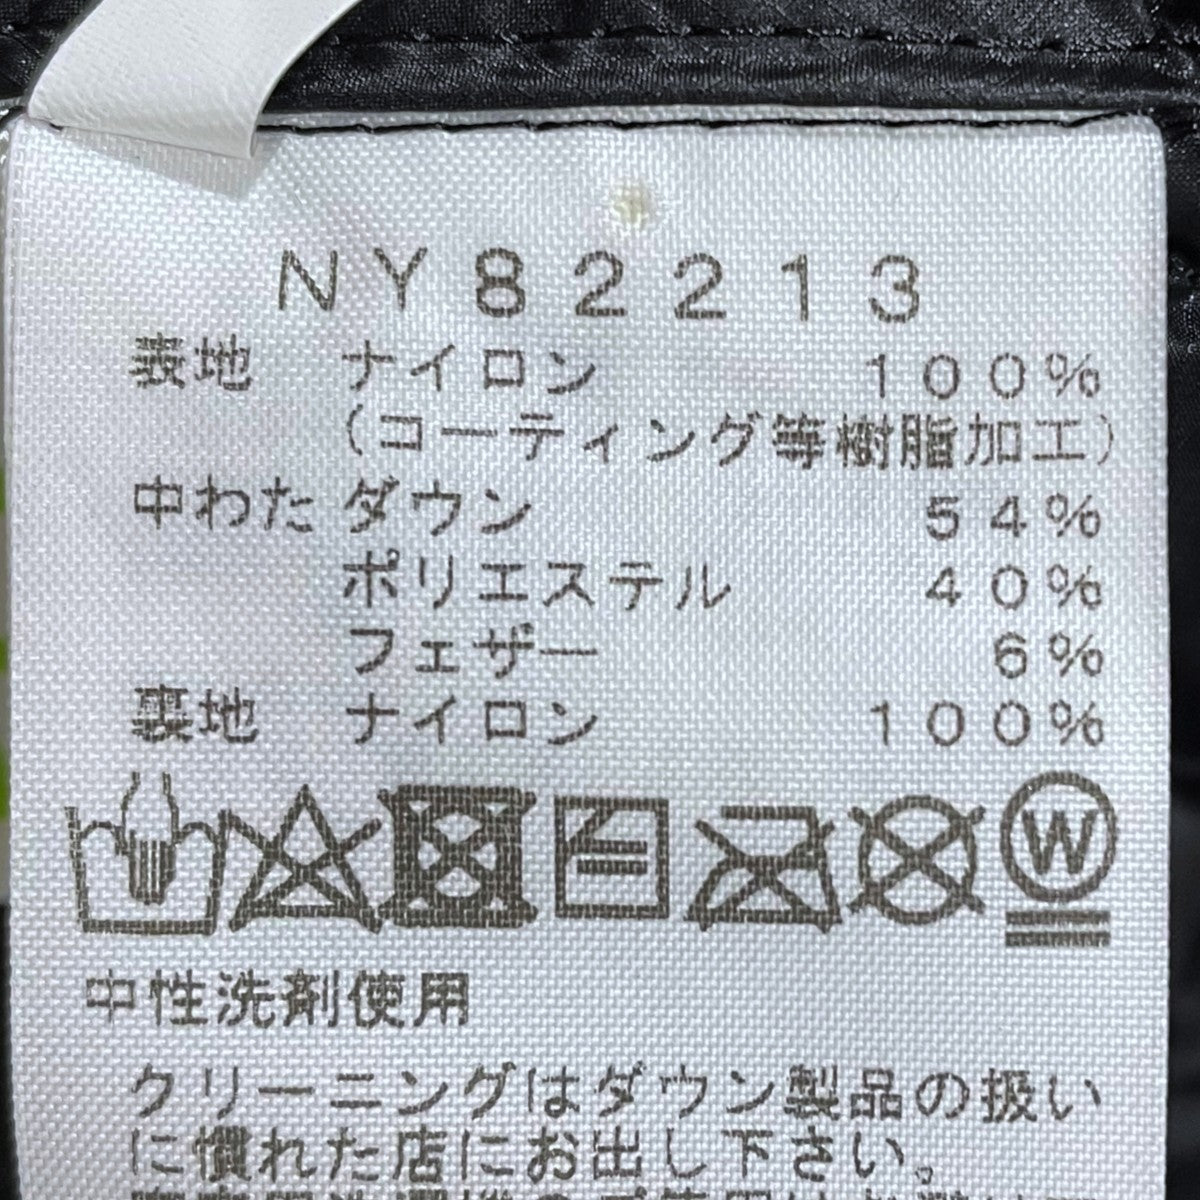 NY82213
表地 ナイロン 100%
(コーティング等樹脂加工)
中わた ダウン 54%
ポリエステル 40%
フェザー 6%
裏地 ナイロン 100%
W
中性洗剤使用
クリーニングはダウン製品の扱い
に慣れた店にお出し下さい。